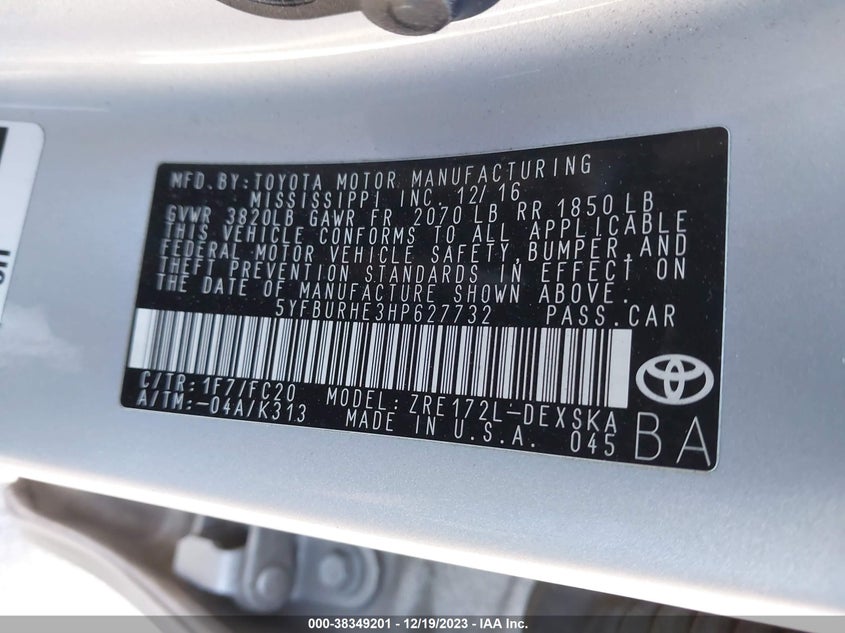 MFD.BY:TOYOTA MOTOR MANUFACTURING
MISSISSIPPI INC. 12/16
GVWR 3820LB GAWR FR 2070 LB RR 1850 LB
THIS VEHICLE CONFORMS TO ALL APPLICABLE
FEDERAL MOTOR VEHICLE SAFETY,BUMPER,AND
THEFT PREVENTION STANDARDS IN EFFECT ON
THE DATE OF MANUFACTURE SHOWN ABOVE.
5YFBURHE3HP627732 PASS.CAR
C/TR:1F7/FC20 MODEL:ZRE172L-DEXSKA
A/TM:-04A/K313 MADE IN U.S.A. 045
BA
000-38349201 - 12/19/2023 - IAA Inc.